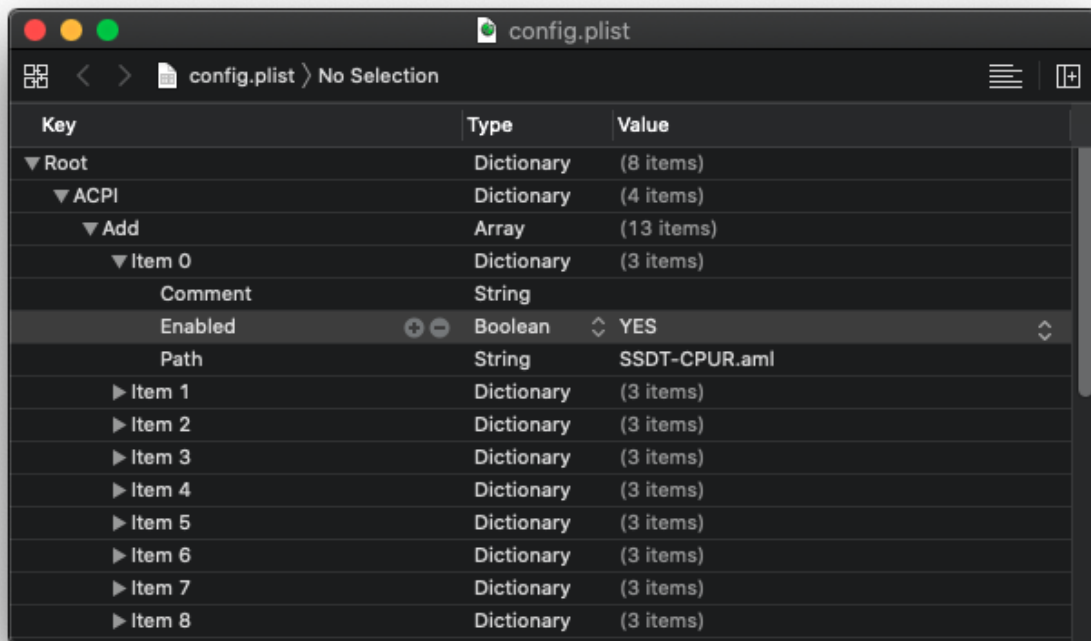 config.plist
config.plist No Selection
Key Type Value
Root Dictionary (8 items)
ACPI Dictionary (4 items)
Add Array (13 items)
Item 0 Dictionary (3 items)
Comment String
Enabled Boolean YES
Path String SSDT-CPUR.aml
Item 1 Dictionary (3 items)
Item 2 Dictionary (3 items)
Item 3 Dictionary (3 items)
Item 4 Dictionary (3 items)
Item 5 Dictionary (3 items)
Item 6 Dictionary (3 items)
Item 7 Dictionary (3 items)
Item 8 Dictionary (3 items)